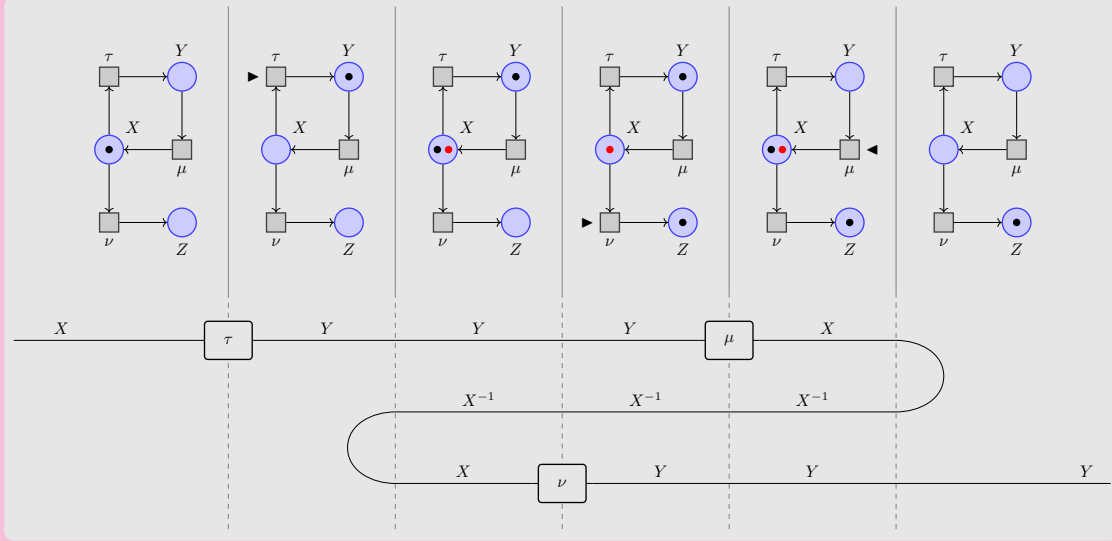 τ Y τ Y τ Y τ Y τ Y τ Y
X X X X X X
μ μ μ μ μ μ
ν Z ν Z ν Z ν Z ν Z ν Z
X τ Y Y Y μ X
X⁻¹ X⁻¹ X⁻¹
X ν Y Y Y